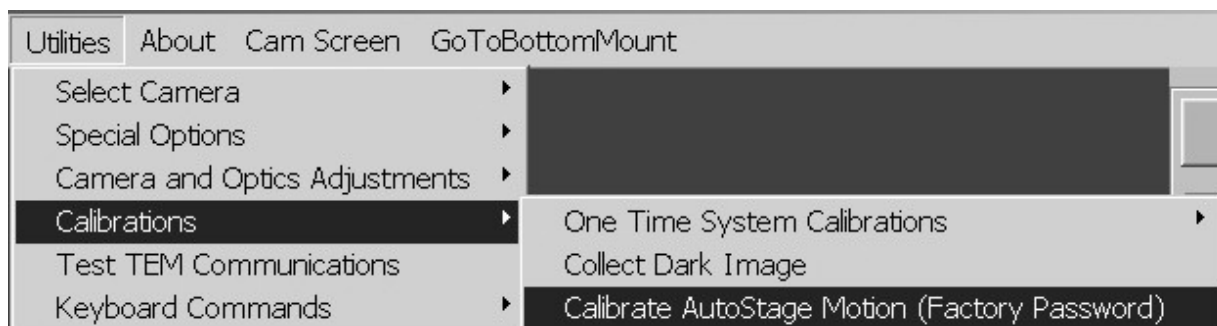 Utilities About Cam Screen GoToBottomMount
Select Camera
Special Options
Camera and Optics Adjustments
Calibrations
Test TEM Communications
Keyboard Commands
One Time System Calibrations
Collect Dark Image
Calibrate AutoStage Motion (Factory Password)